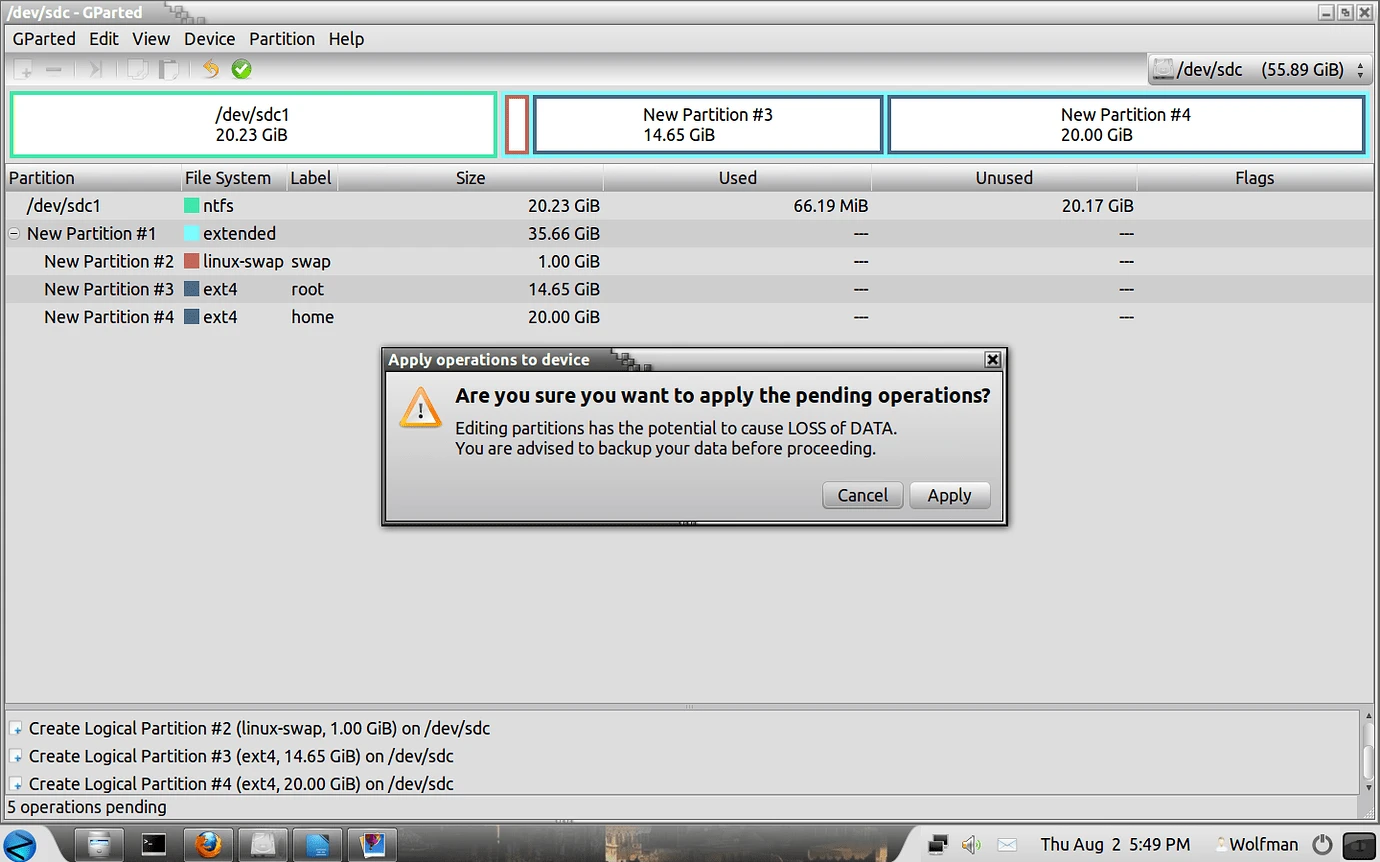 /dev/sdc - GParted
GParted Edit View Device Partition Help
/dev/sdc (55.89 GiB)
/dev/sdc1
20.23 GiB
New Partition #3
14.65 GiB
New Partition #4
20.00 GiB
Partition File System Label Size Used Unused Flags
/dev/sdc1 ntfs 20.23 GiB 66.19 MiB 20.17 GiB
New Partition #1 extended 35.66 GiB --- ---
New Partition #2 linux-swap swap 1.00 GiB --- ---
New Partition #3 ext4 root 14.65 GiB --- ---
New Partition #4 ext4 home 20.00 GiB --- ---
Apply operations to device
Are you sure you want to apply the pending operations?
Editing partitions has the potential to cause LOSS of DATA.
You are advised to backup your data before proceeding.
Cancel Apply
Create Logical Partition #2 (linux-swap, 1.00 GiB) on /dev/sdc
Create Logical Partition #3 (ext4, 14.65 GiB) on /dev/sdc
Create Logical Partition #4 (ext4, 20.00 GiB) on /dev/sdc
5 operations pending
Thu Aug 2 5:49 PM Wolfman